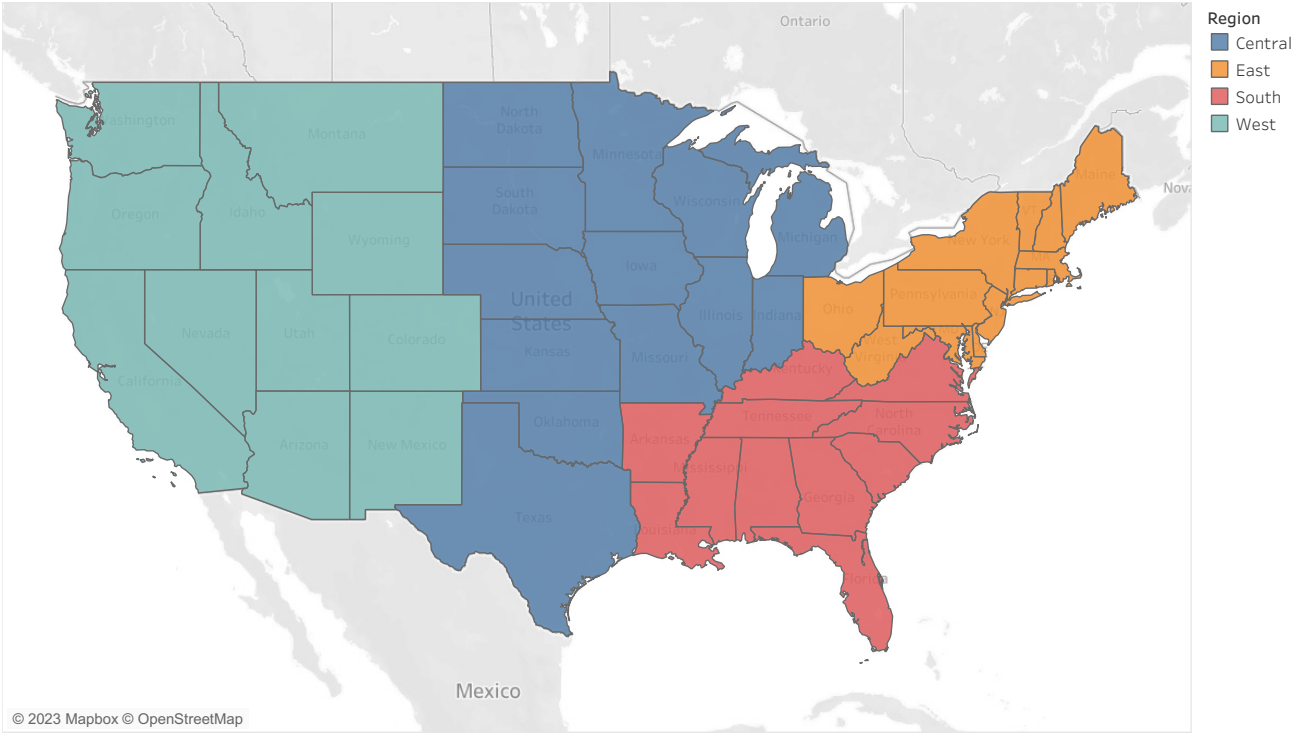 Ontario
Region
Central
East
South
West
North
Dakota
Washington
Montana
Minnesota
Maine
Nova
South
Dakota
Wisconsin
Oregon
Idaho
VT
Wyoming
Michigan
New York
MA
Iowa
United
States
Pennsylvania
Ohio
Illinois
Indiana
Nevada
Utah
Colorado
Kansas
Missouri
West
Virginia
California
Kentucky
Tennessee
North
Carolina
Oklahoma
Arkansas
Arizona
New Mexico
Mississippi
Georgia
Texas
Louisiana
Florida
Mexico
© 2023 Mapbox © OpenStreetMap